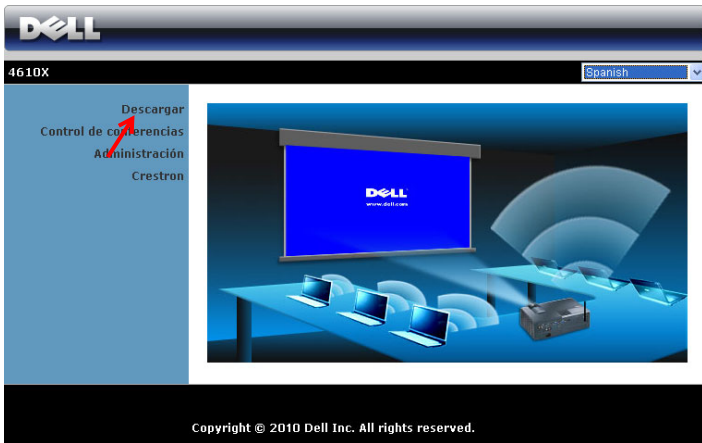 DELL
4610X
Spanish
Descargar
Control de conferencias
Administración
Crestron
DELL
www.dell.com
Copyright © 2010 Dell Inc. All rights reserved.